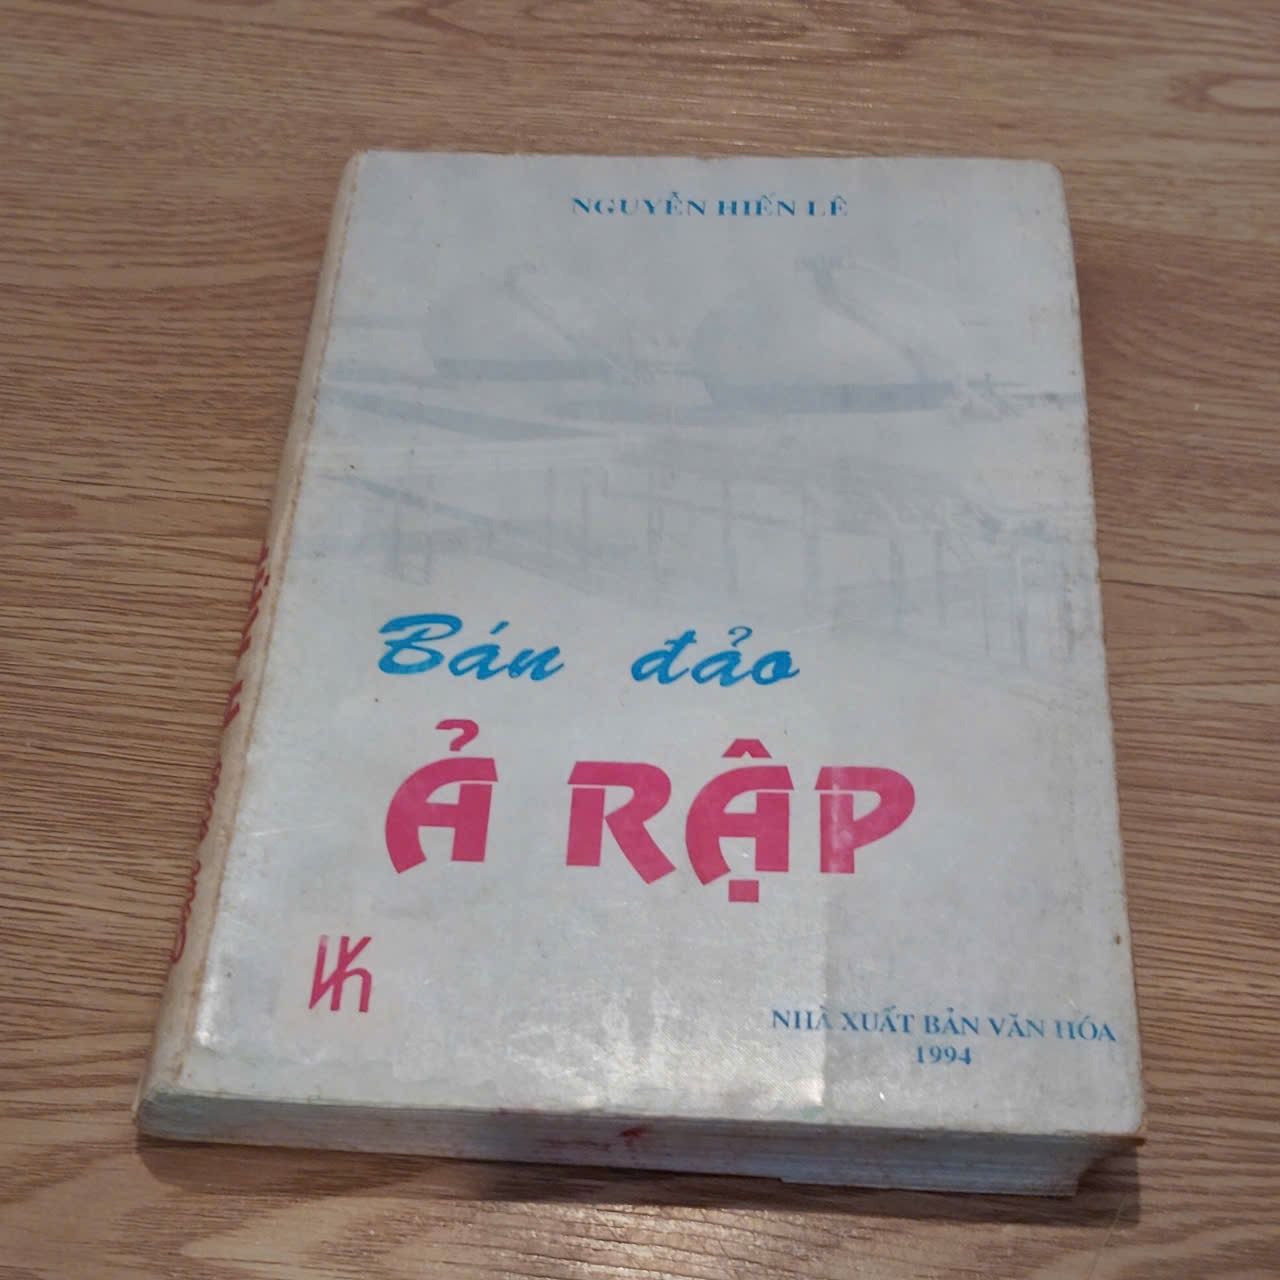 NGUYỄN HIẾN LÊ
Bán đảo
Ả RẬP
NHÀ XUẤT BẢN VĂN HÓA
1994